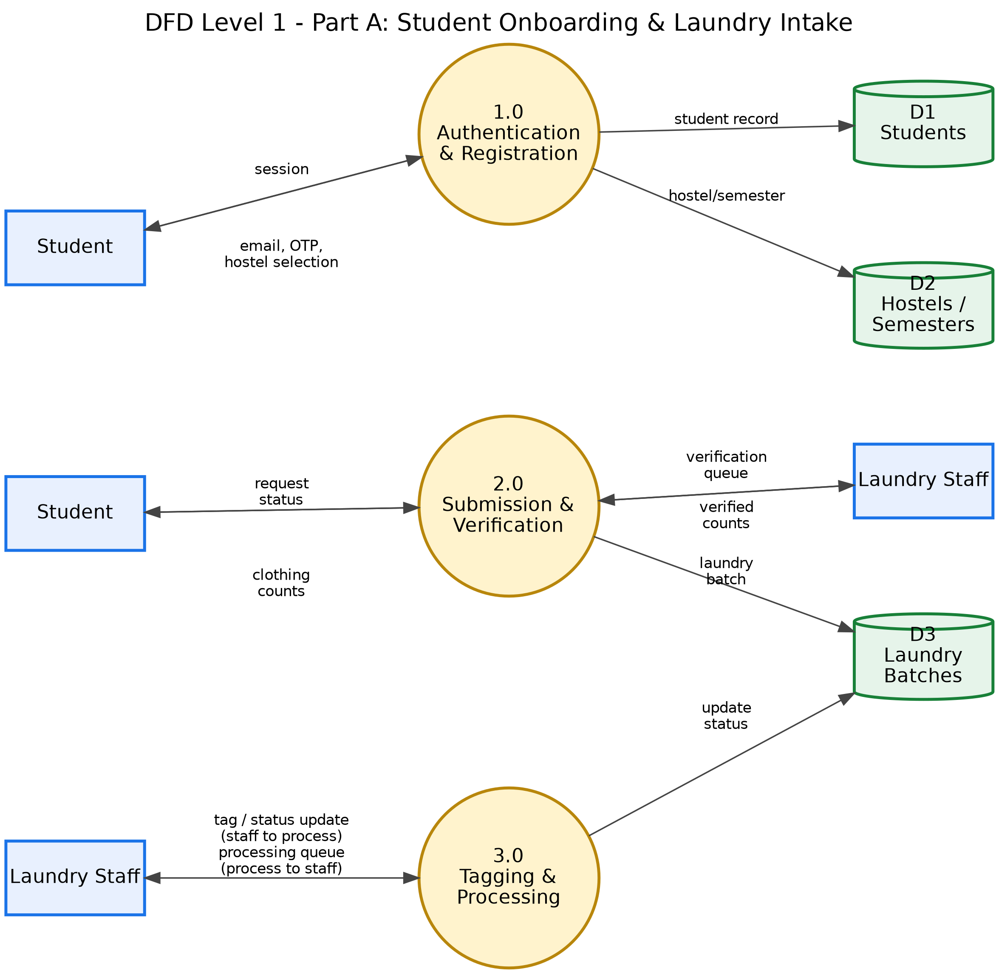 DFD Level 1 - Part A: Student Onboarding & Laundry Intake
1.0
Authentication
& Registration
student record
D1
Students
session
hostel/semester
Student
email, OTP,
hostel selection
D2
Hostels /
Semesters
2.0
Submission &
Verification
verification
queue
Laundry Staff
request
status
Student
verified
counts
clothing
counts
laundry
batch
D3
Laundry
Batches
update
status
tag / status update
(staff to process)
processing queue
(process to staff)
Laundry Staff
3.0
Tagging &
Processing